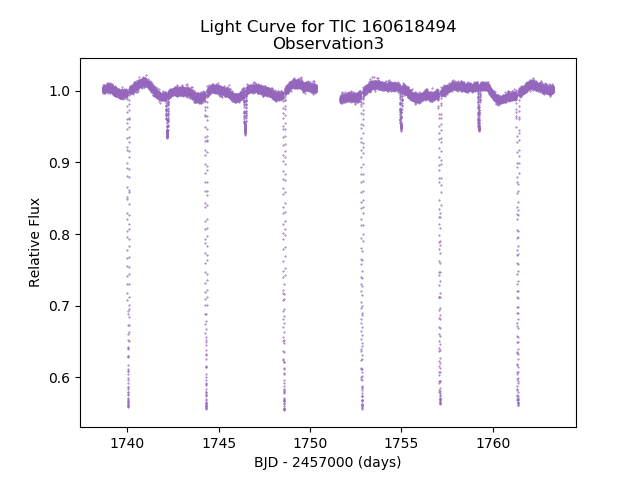 Light Curve for TIC 160618494
Observation3
1.0
0.9
0.8
0.7
0.6
Relative Flux
1740
1745
1750
1755
1760
BJD - 2457000 (days)